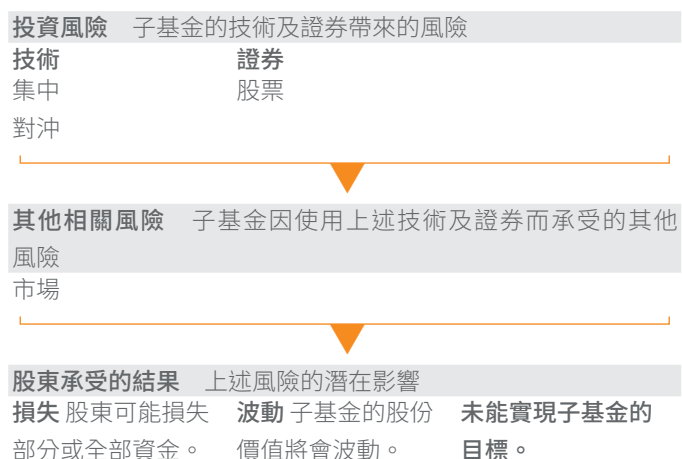 投資風險 子基金的技術及證券帶來的風險
技術 證券
集中 股票
對沖
其他相關風險 子基金因使用上述技術及證券而承受的其他
風險
市場
股東承受的結果 上述風險的潛在影響
損失 股東可能損失 波動 子基金的股份 未能實現子基金的
部分或全部資金。 價值將會波動。 目標。